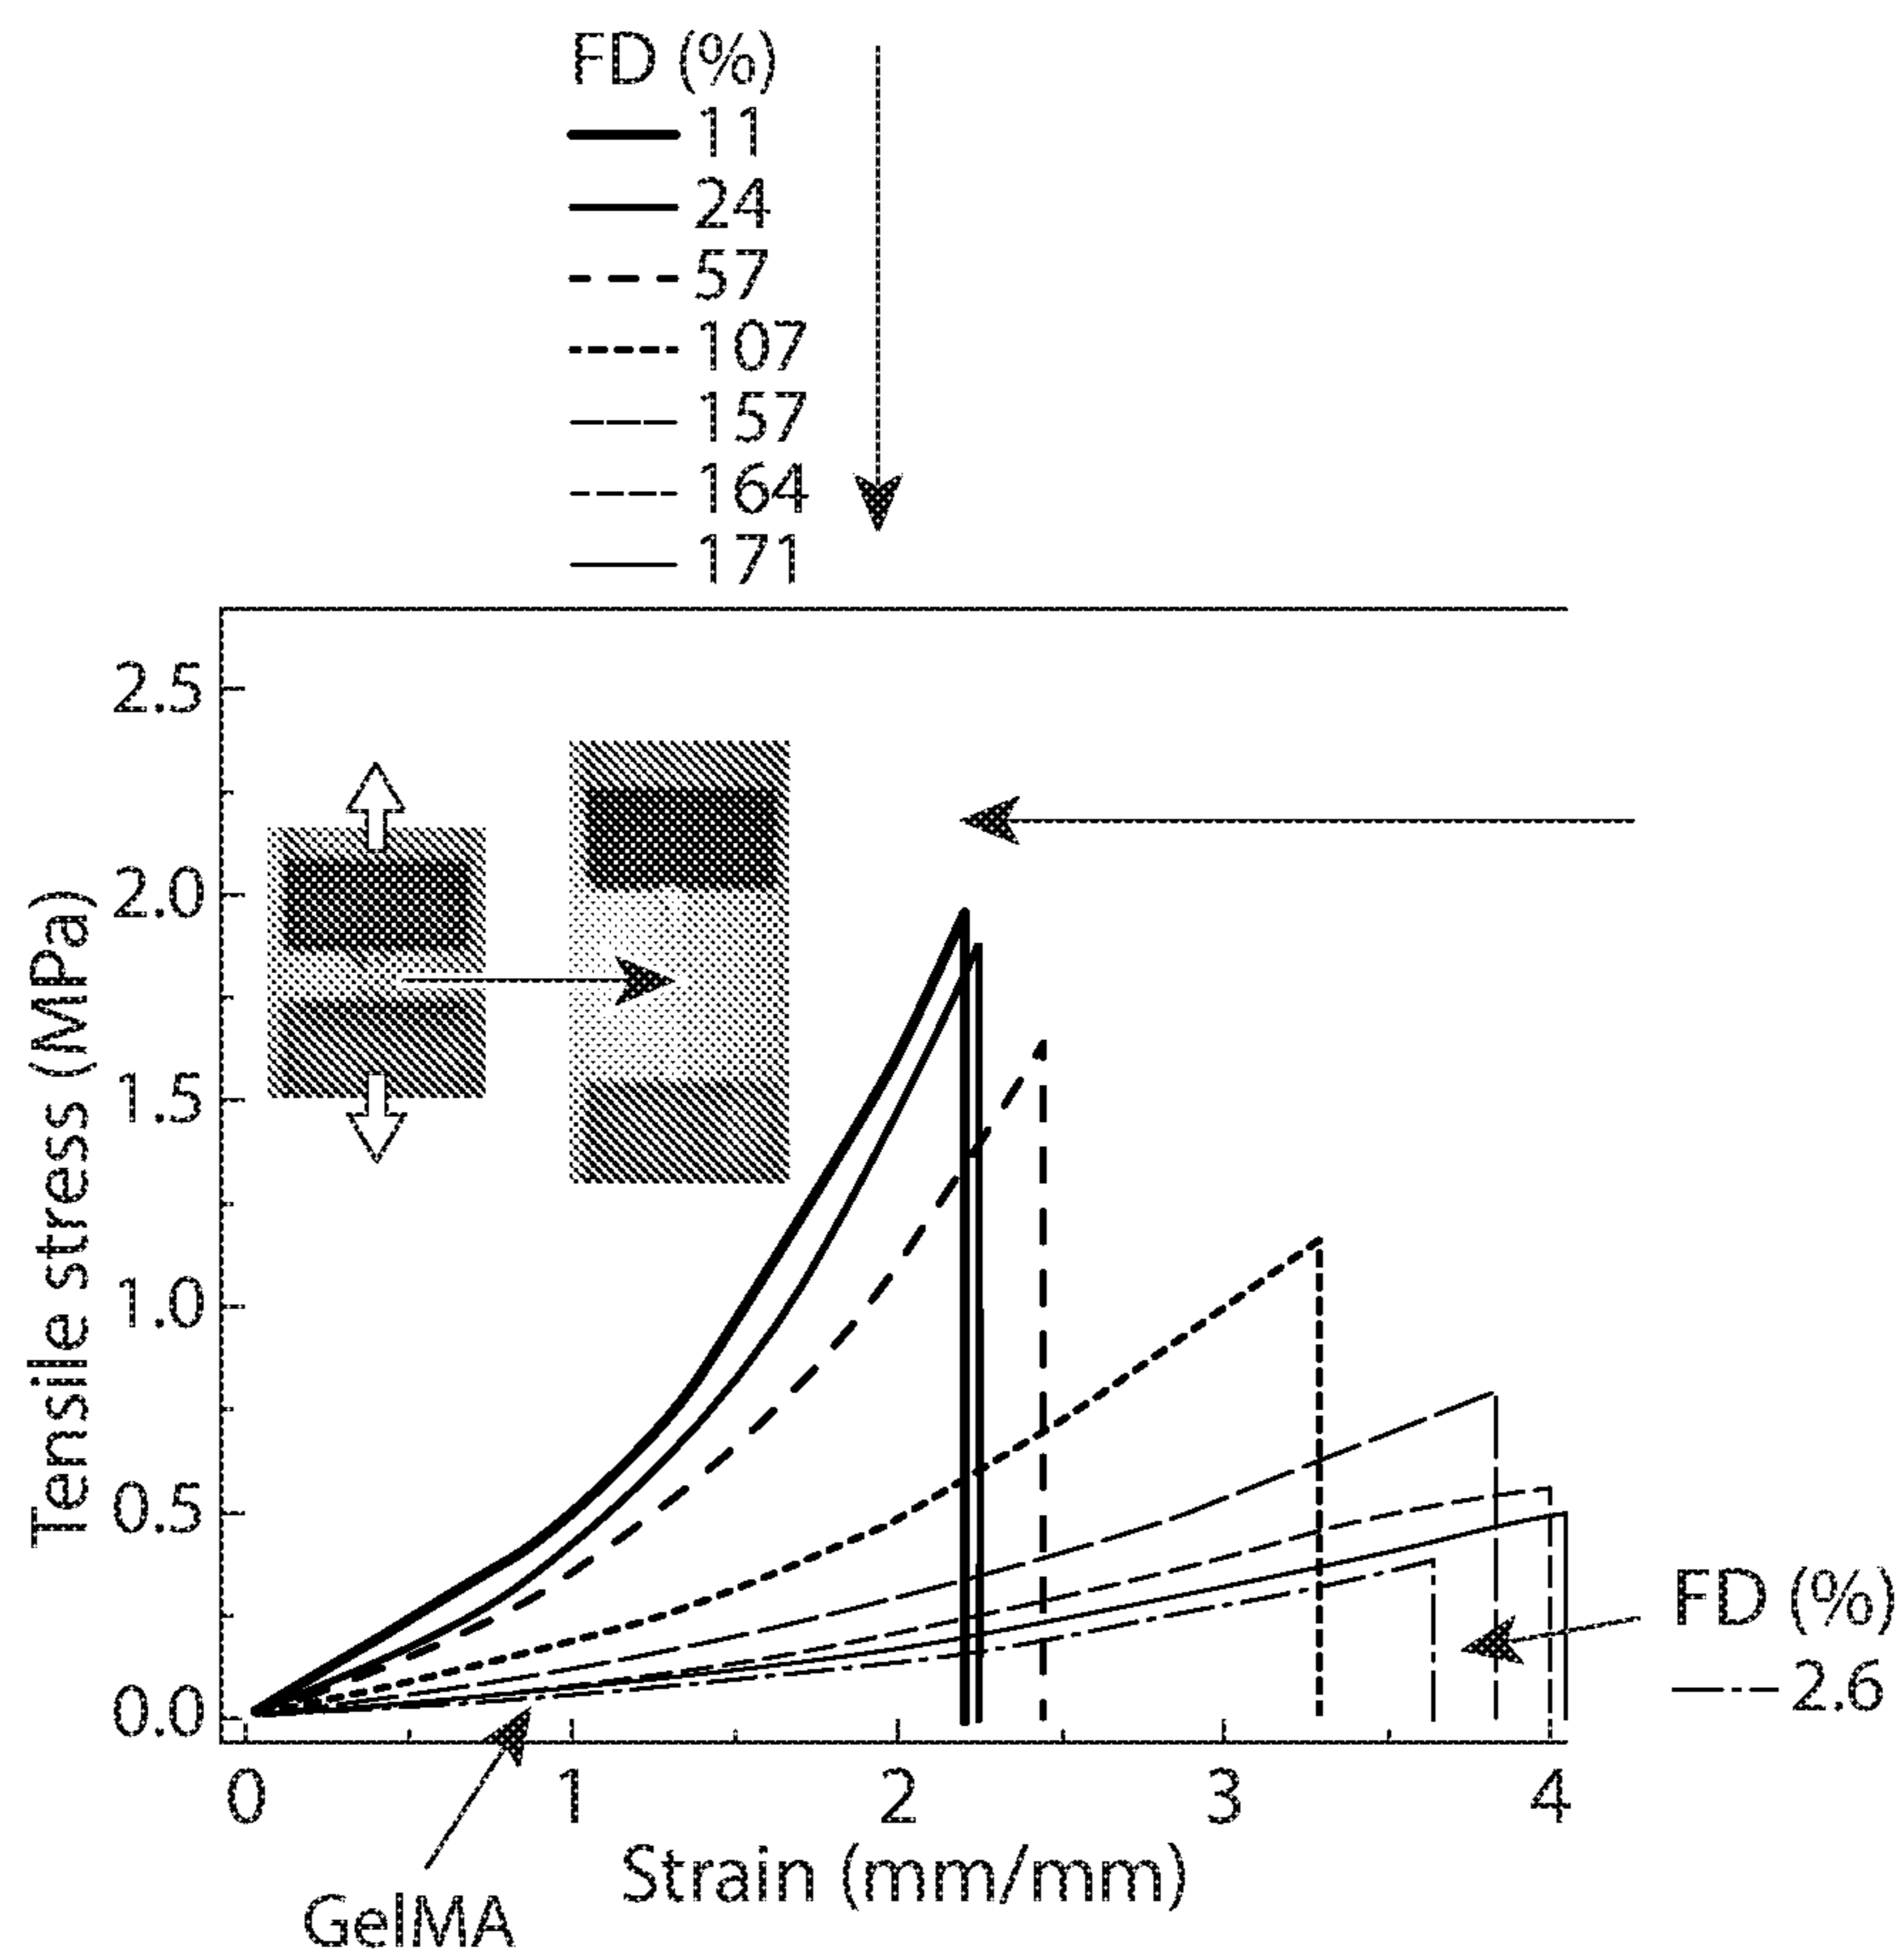 FD (%)
11
24
57
107
157
164
171
2.5
2.0
1.5
1.0
0.5
0.0
Tensile stress (MPa)
0 1 2 3 4
Strain (mm/mm)
GelMA
FD (%)
2.6